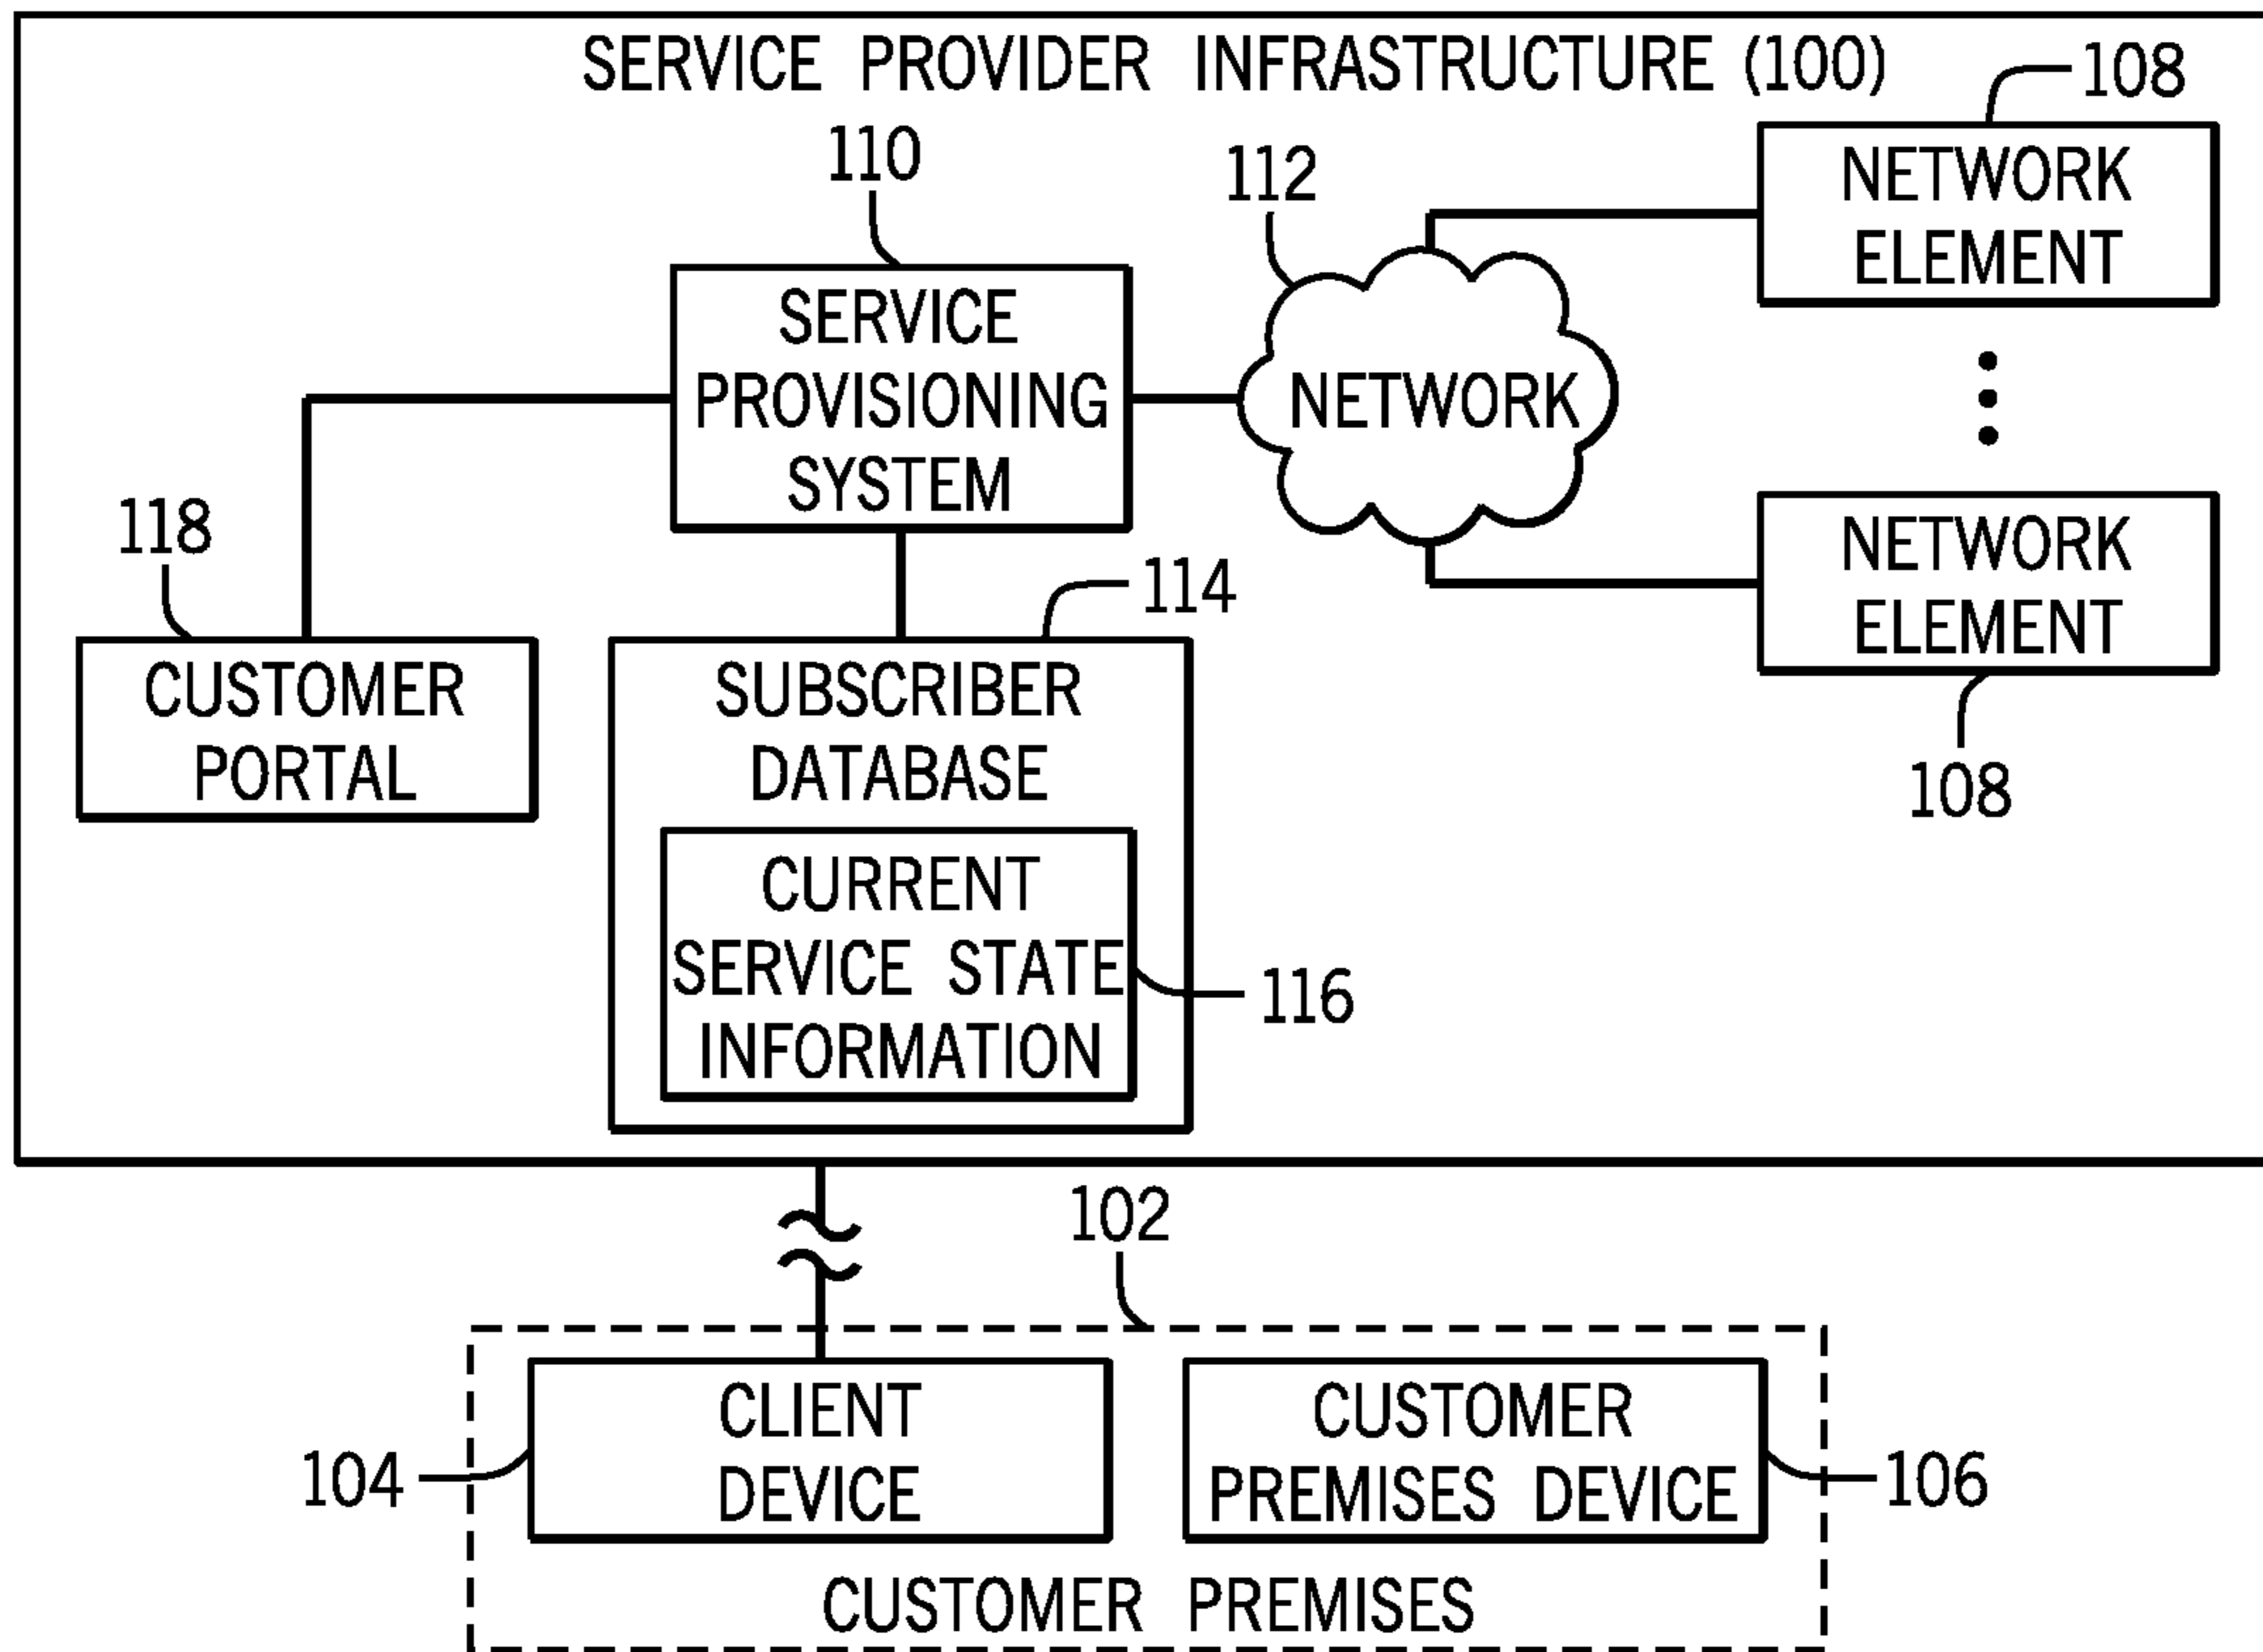 SERVICE PROVIDER INFRASTRUCTURE (100)
108
110
112
NETWORK
ELEMENT
SERVICE
PROVISIONING
SYSTEM
NETWORK
118
114
NETWORK
ELEMENT
108
CUSTOMER
PORTAL
SUBSCRIBER
DATABASE
CURRENT
SERVICE STATE
INFORMATION
116
102
CLIENT
DEVICE
CUSTOMER
PREMISES DEVICE
104
106
CUSTOMER PREMISES